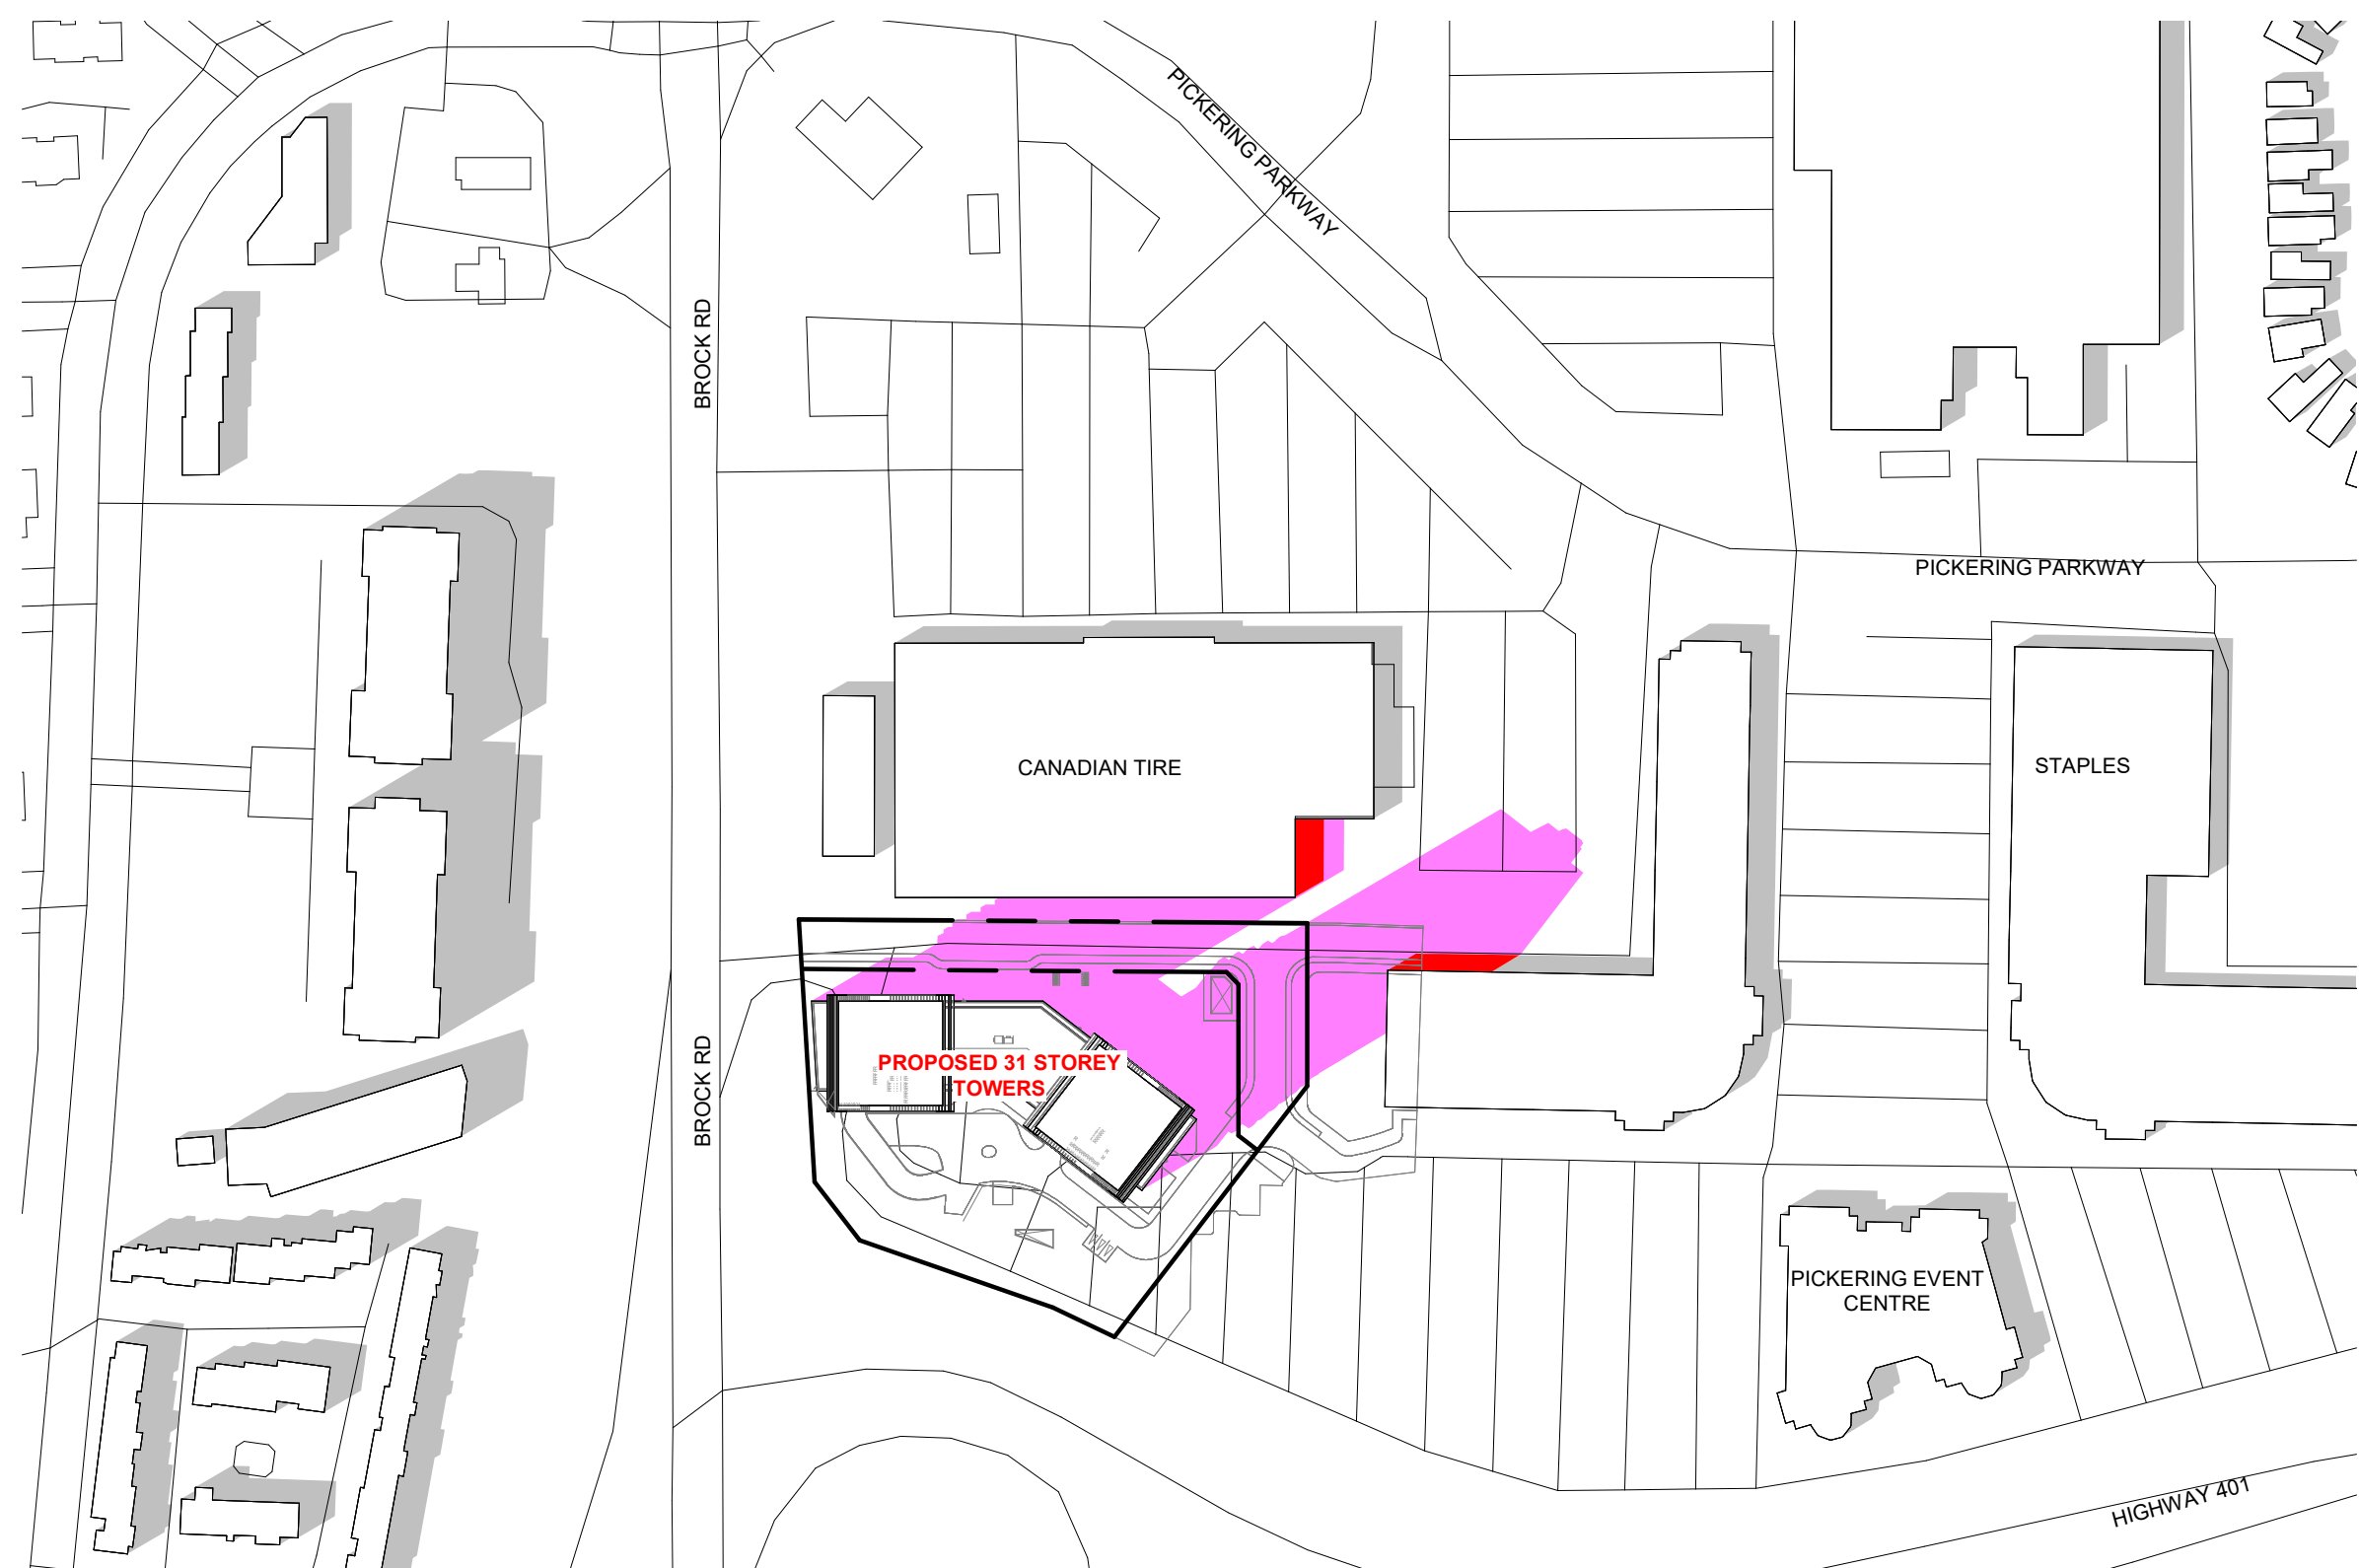 PICKERING PARKWAY
BROCK RD
PICKERING PARKWAY
CANADIAN TIRE
STAPLES
PROPOSED 31 STOREY
TOWERS
BROCK RD
PICKERING EVENT
CENTRE
HIGHWAY 401